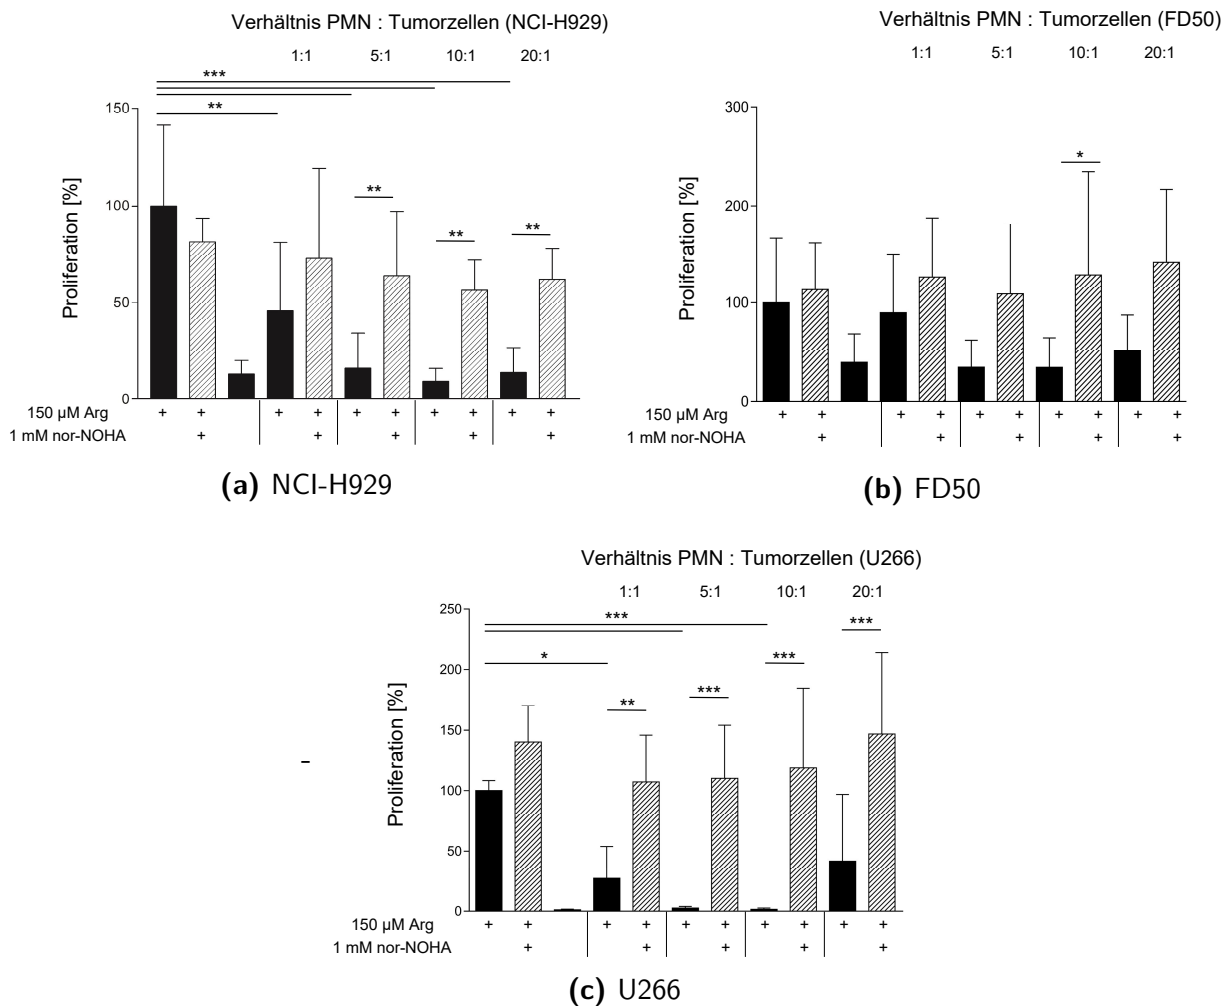 Verhältnis PMN : Tumorzellen (NCI-H929)
1:1 5:1 10:1 20:1
***
**
** ** **
Proliferation [%]
150
100
50
0
150 µM Arg + + + + + + + + + +
1 mM nor-NOHA + + + + +
(a) NCI-H929
Verhältnis PMN : Tumorzellen (FD50)
1:1 5:1 10:1 20:1
*
Proliferation [%]
300
200
100
0
150 µM Arg + + + + + + + + + +
1 mM nor-NOHA + + + + +
(b) FD50
Verhältnis PMN : Tumorzellen (U266)
1:1 5:1 10:1 20:1
***
*
** *** *** ***
Proliferation [%]
250
200
150
100
50
0
-
150 µM Arg + + + + + + + + + +
1 mM nor-NOHA + + + + +
(c) U266